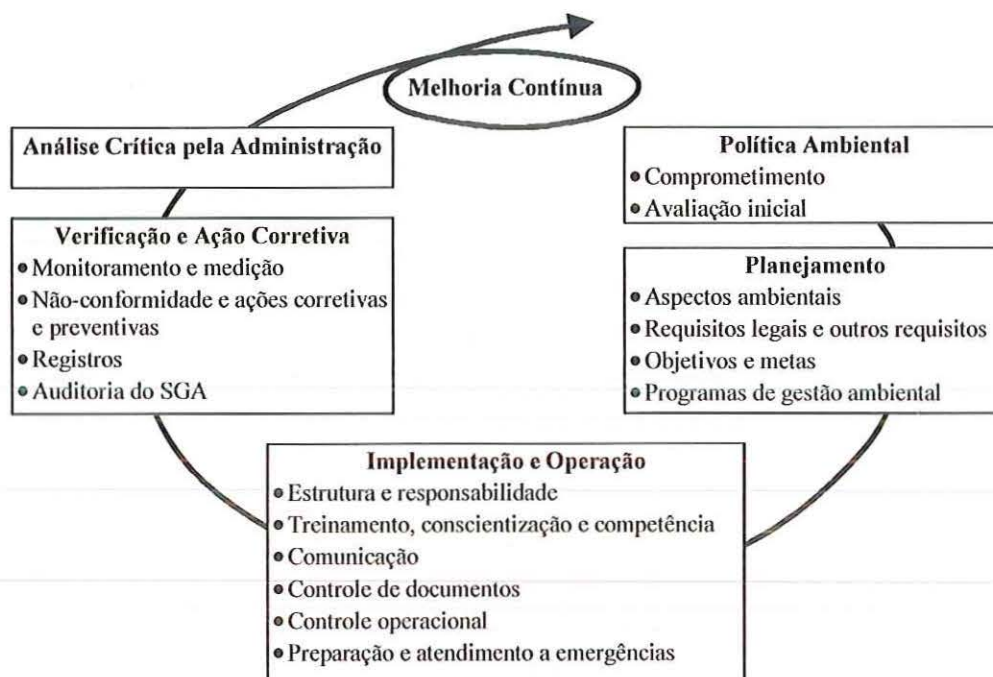 Melhoria Contínua
Análise Crítica pela Administração
Política Ambiental
• Comprometimento
• Avaliação inicial
Verificação e Ação Corretiva
• Monitoramento e medição
• Não-conformidade e ações corretivas
e preventivas
• Registros
• Auditoria do SGA
Planejamento
• Aspectos ambientais
• Requisitos legais e outros requisitos
• Objetivos e metas
• Programas de gestão ambiental
Implementação e Operação
• Estrutura e responsabilidade
• Treinamento, conscientização e competência
• Comunicação
• Controle de documentos
• Controle operacional
• Preparação e atendimento a emergências